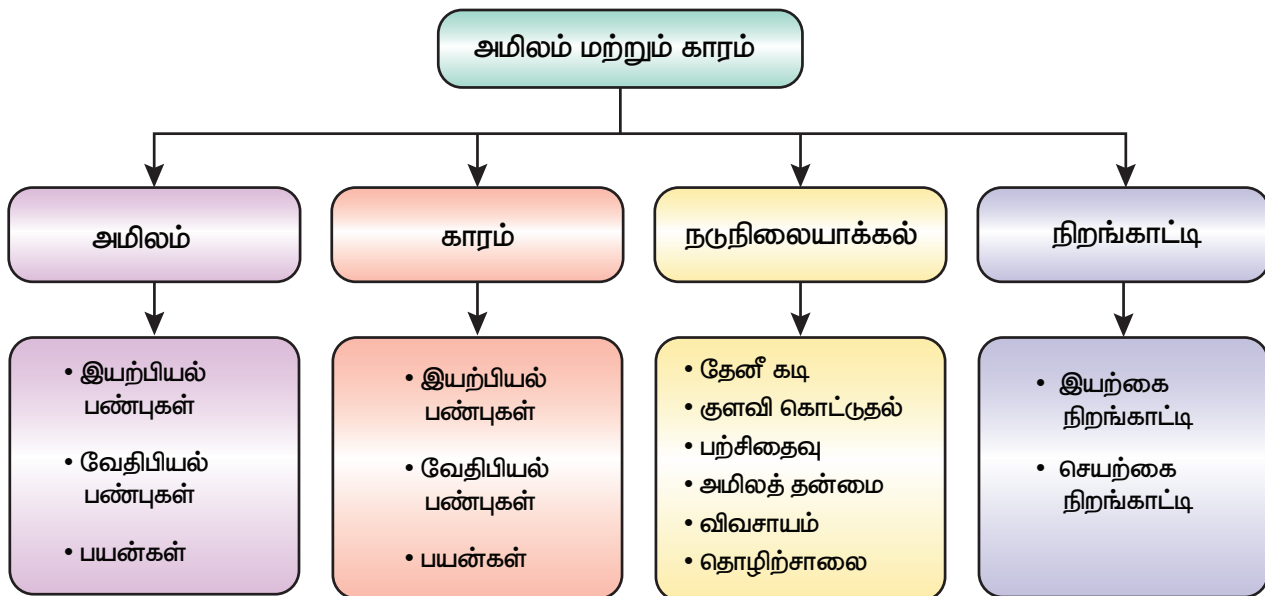 அமிலம் மற்றும் காரம்
அமிலம்
காரம்
நடுநிலையாக்கல்
நிறங்காட்டி
• இயற்பியல்
பண்புகள்
• வேதிபியல்
பண்புகள்
• பயன்கள்
• இயற்பியல்
பண்புகள்
• வேதிபியல்
பண்புகள்
• பயன்கள்
• தேனீ கடி
• குளவி கொட்டுதல்
• பற்சிதைவு
• அமிலத் தன்மை
• விவசாயம்
• தொழிற்சாலை
• இயற்கை
நிறங்காட்டி
• செயற்கை
நிறங்காட்டி